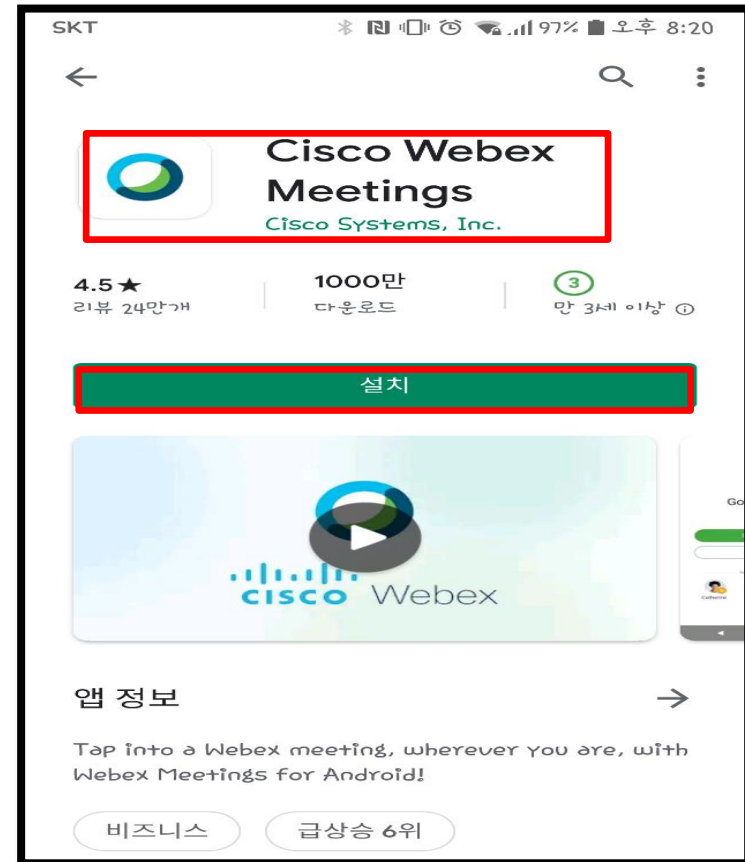 SKT 97% 오후 8:20
Cisco Webex
Meetings
Cisco Systems, Inc.
4.5★ 1000만 3
리뷰 24만개 다운로드 만 3세 이상
설치
cisco Webex
Go
앱 정보
Tap into a Webex meeting, wherever you are, with
Webex Meetings for Android!
비즈니스 급상승 6위